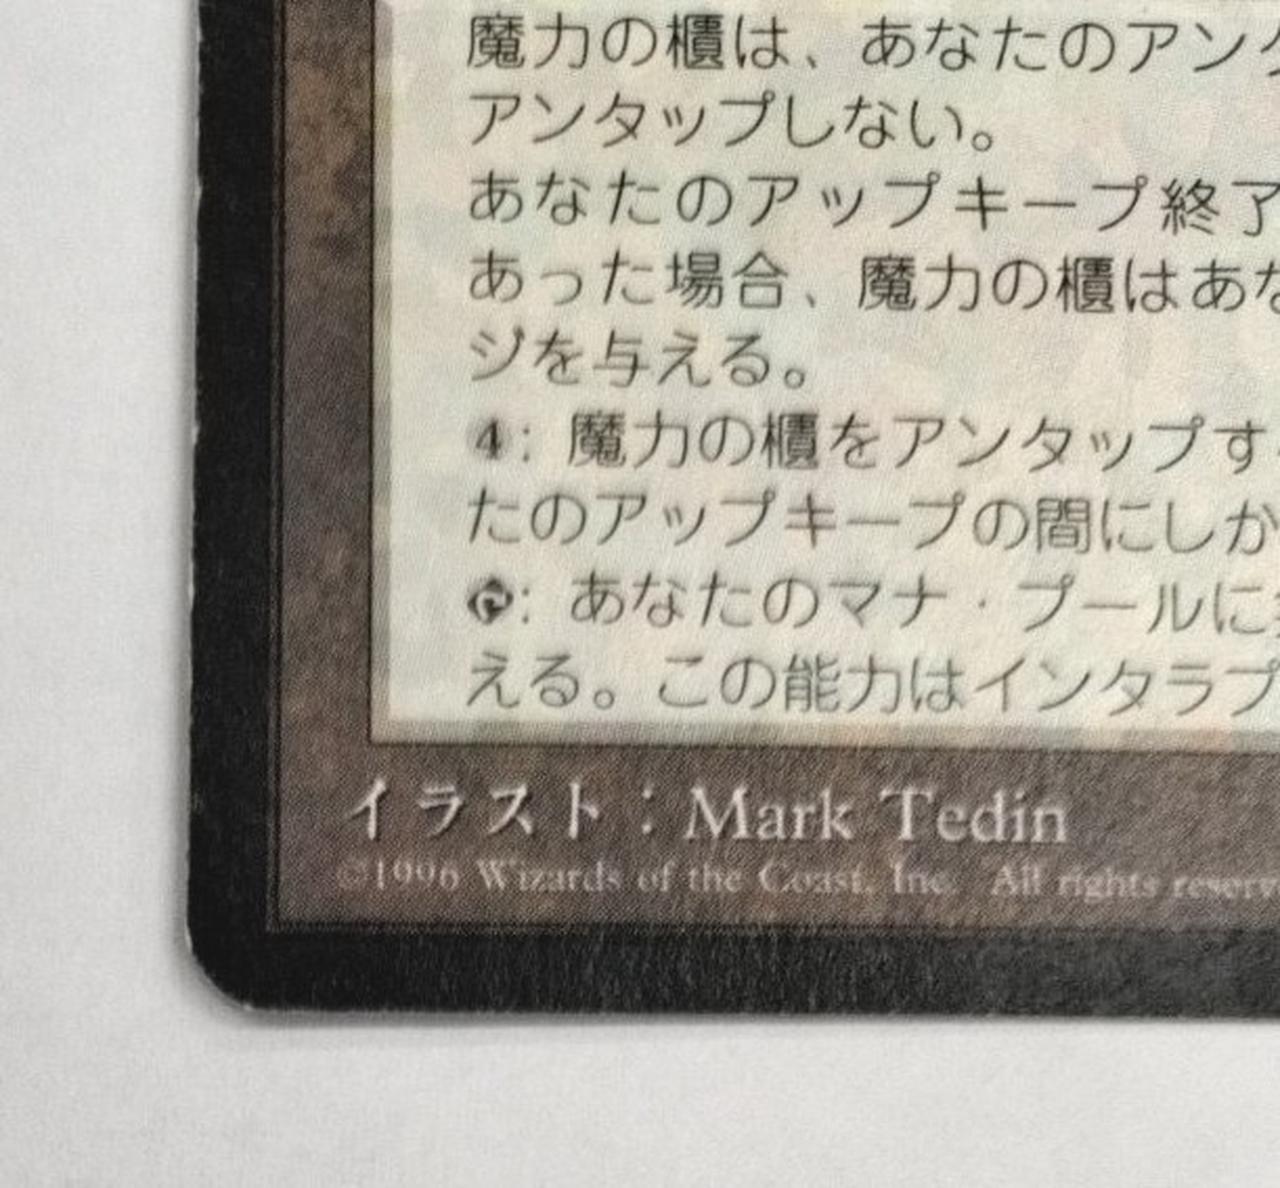 魔力の櫃は、あなたのアン
アンタップしない。
あなたのアップキープ終了
あった場合、魔力の櫃はあな
ジを与える。
4: 魔力の櫃をアンタップす
たのアップキープの間にしか
: あなたのマナ・プールに
える。この能力はインタラプ
イラスト:Mark Tedin
©1996 Wizards of the Coast, Inc. All rights reserv